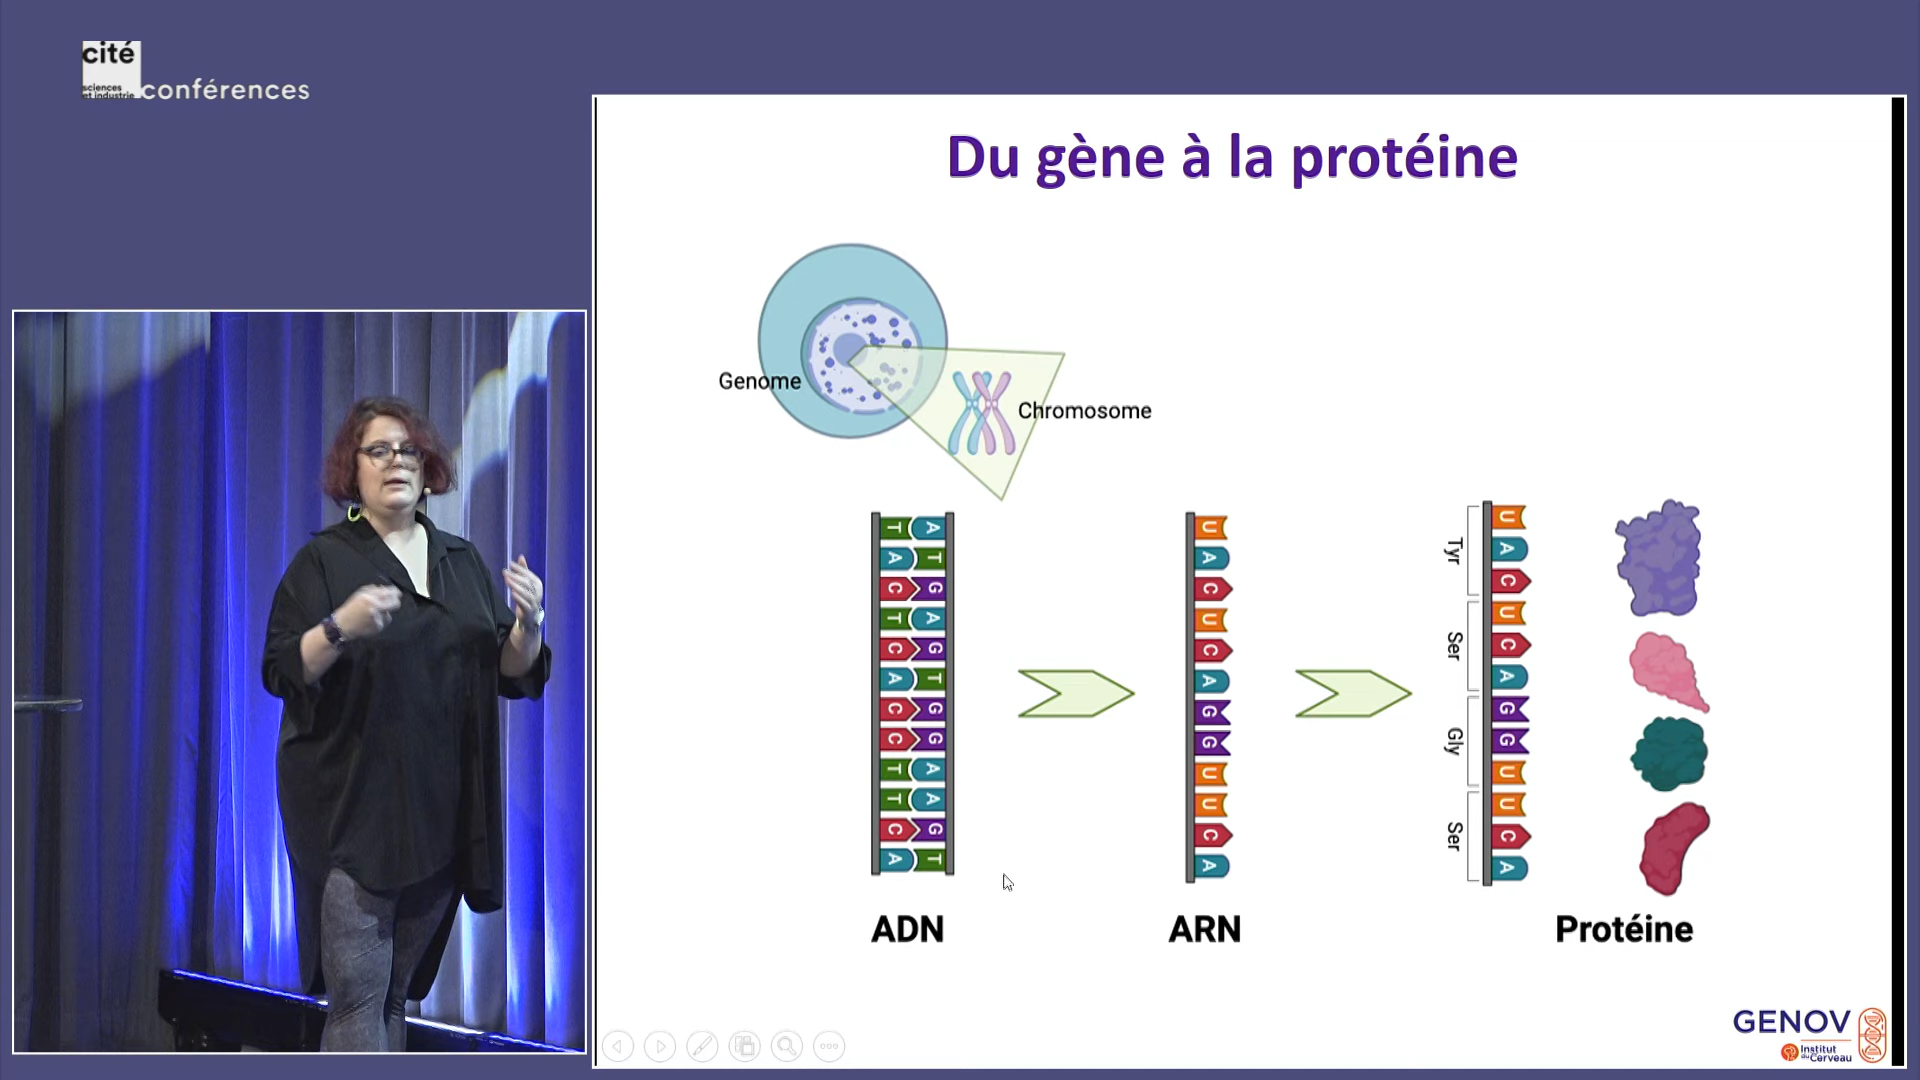 cité
sciences
et industrie
conférences
Du gène à la protéine
Genome
Chromosome
T A
A T
C G
T A
C G
A T
C G
C G
T A
T A
C G
A T
U
A
C
U
C
A
G
G
U
U
C
A
Tyr
Ser
Gly
Ser
U
A
C
U
C
A
G
G
U
U
C
A
ADN
ARN
Protéine
GENOV
Institut
du Cerveau